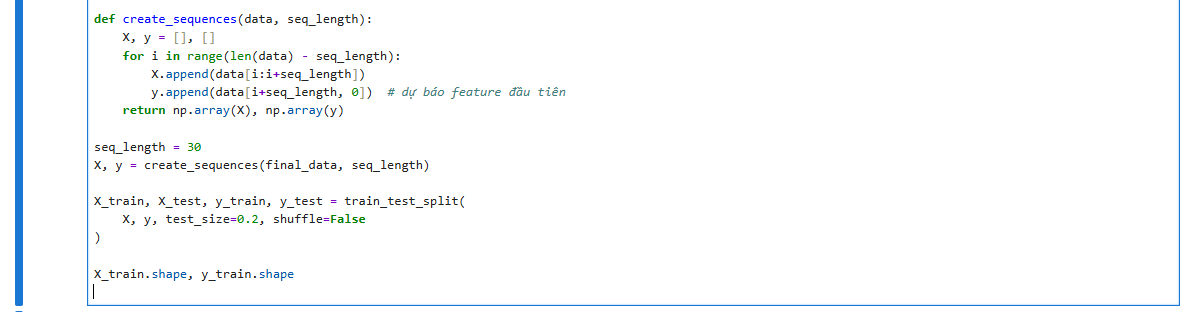 def create_sequences(data, seq_length):
    X, y = [], []
    for i in range(len(data) - seq_length):
        X.append(data[i:i+seq_length])
        y.append(data[i+seq_length, 0])  # dự báo feature đầu tiên
    return np.array(X), np.array(y)

seq_length = 30
X, y = create_sequences(final_data, seq_length)

X_train, X_test, y_train, y_test = train_test_split(
    X, y, test_size=0.2, shuffle=False
)

X_train.shape, y_train.shape